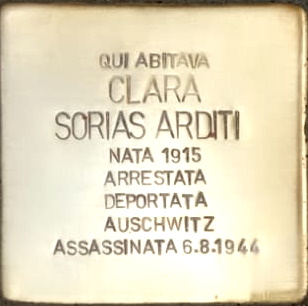 QUI ABITAVA
CLARA
SORIAS ARDITI
NATA 1915
ARRESTATA
DEPORTATA
AUSCHWITZ
ASSASSINATA 6.8.1944